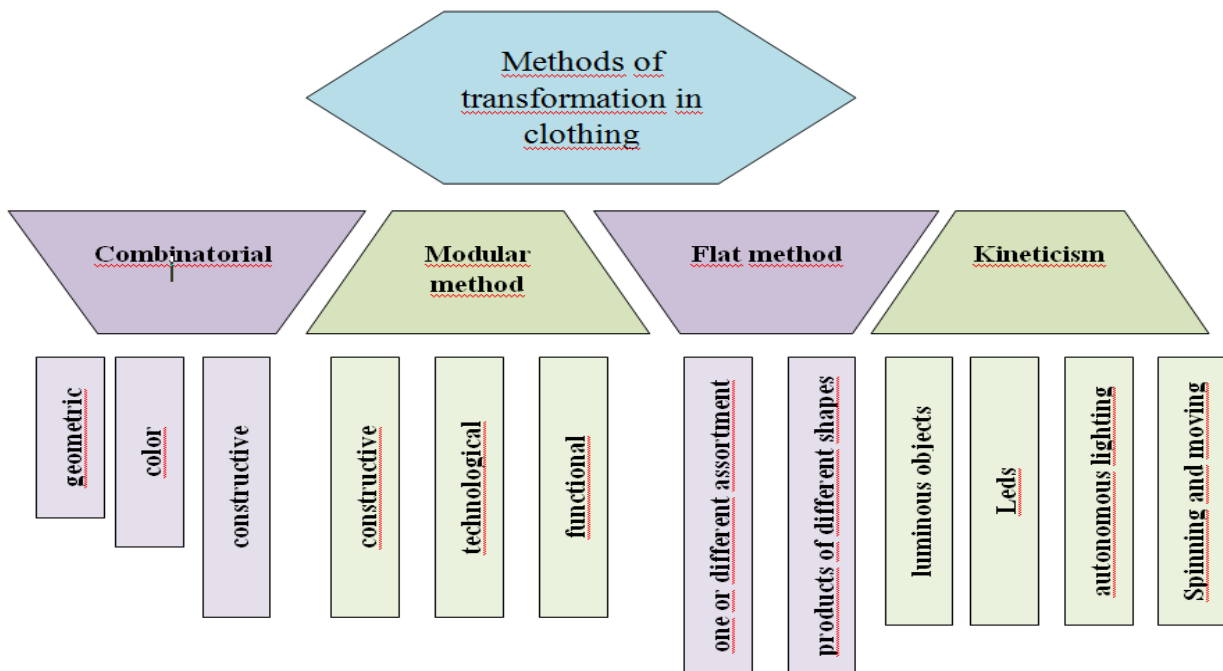 Methods of
transformation in
clothing
Combinatorial
Modular
method
Flat method
Kineticism
geometric
color
constructive
constructive
technological
functional
one or different assortment
products of different shapes
luminous objects
Leds
autonomous lighting
Spinning and moving